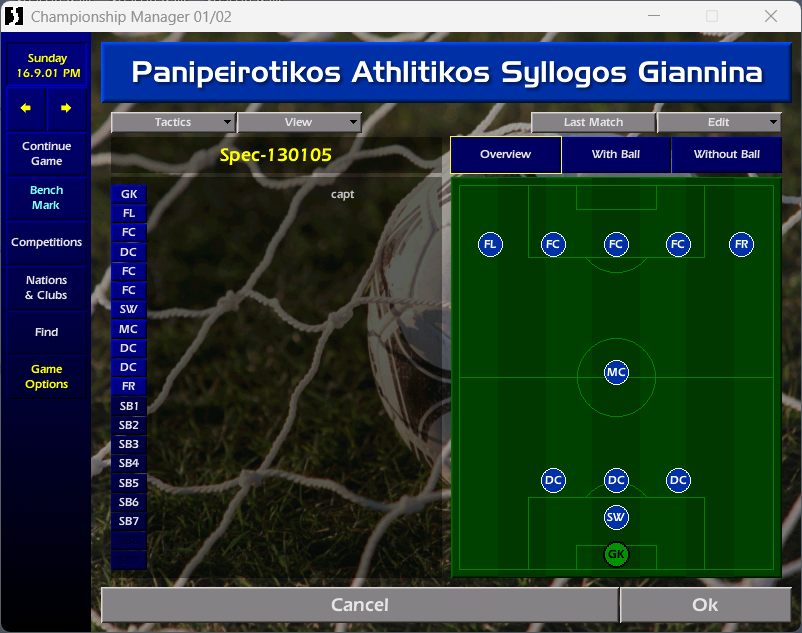 Championship Manager 01/02
Sunday
16.9.01 PM
Panipeirotikos Athlitikos Syllogos Giannina
Continue
Game
Bench
Mark
Competitions
Nations
& Clubs
Find
Game
Options
Tactics
View
Last Match
Edit
Spec-130105
Overview
With Ball
Without Ball
GK
capt
FL
FC
DC
FC
FC
SW
MC
DC
DC
FR
SB1
SB2
SB3
SB4
SB5
SB6
SB7
FL FC FC FC FR
MC
DC DC DC
SW
GK
Cancel
Ok